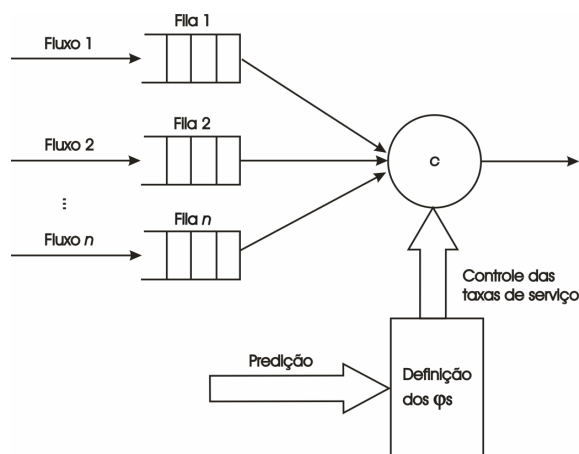 Fila 1
Fluxo 1
Fila 2
Fluxo 2
c
...
Fila n
Fluxo n
Controle das
taxas de serviço
Predição
Definição
dos φs